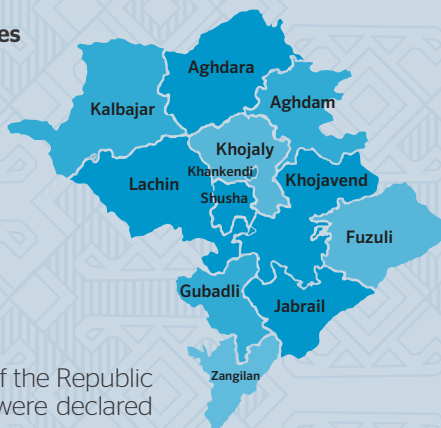 es
Aghdara
Kalbajar
Aghdam
Khojaly
Khankendi
Lachin
Khojavend
Shusha
Fuzuli
Gubadli
Jabrail
Zangilan
f the Republic
were declared